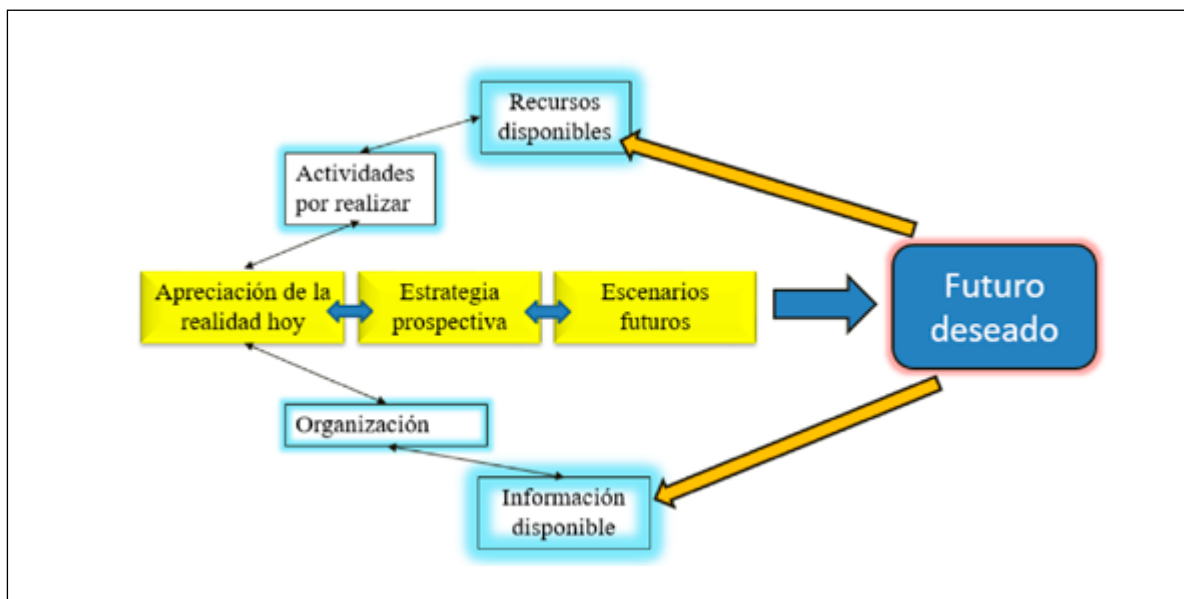 Recursos
disponibles
Actividades
por realizar
Apreciación de la
realidad hoy
Estrategia
prospectiva
Escenarios
futuros
Futuro
deseado
Organización
Información
disponible